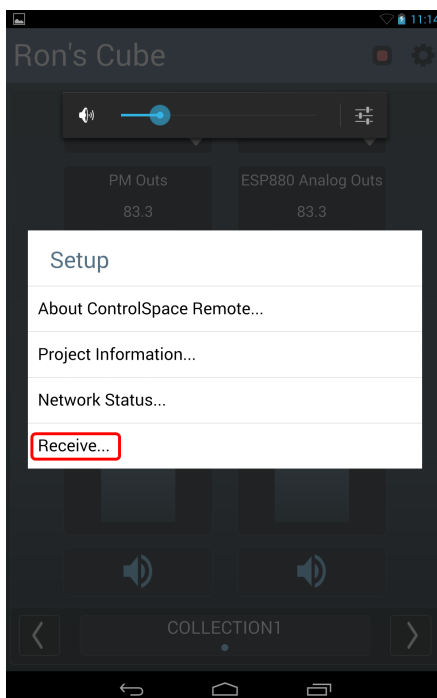 11:14
Ron's Cube
PM Outs
ESP880 Analog Outs
83.3
83.3
Setup
About ControlSpace Remote...
Project Information...
Network Status...
Receive...
COLLECTION1